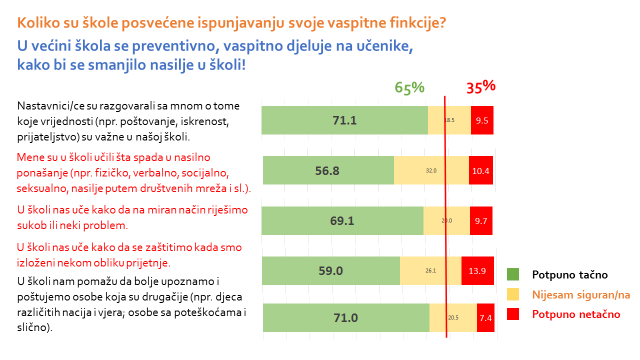 Koliko su škole posvećene ispunjavanju svoje vaspitne finkcije?
U većini škola se preventivno, vaspitno djeluje na učenike,
kako bi se smanjilo nasilje u školi!
65%
35%
Nastavnici/ce su razgovarali sa mnom o tome
koje vrijednosti (npr. poštovanje, iskrenost,
prijateljstvo) su važne u našoj školi.
71.1
18.5
9.5
Mene su u školi učili šta spada u nasilno
ponašanje (npr. fizičko, verbalno, socijalno,
seksualno, nasilje putem društvenih mreža i sl.).
56.8
32.0
10.4
U školi nas uče kako da na miran način riješimo
sukob ili neki problem.
69.1
9.7
U školi nas uče kako da se zaštitimo kada smo
izloženi nekom obliku prijetnje.
59.0
26.1
13.9
U školi nam pomažu da bolje upoznamo i
poštujemo osobe koja su drugačije (npr. djeca
različitih nacija i vjera; osobe sa poteškoćama i
slično).
71.0
20.5
7.4
Potpuno tačno
Nijesam siguran/na
Potpuno netačno